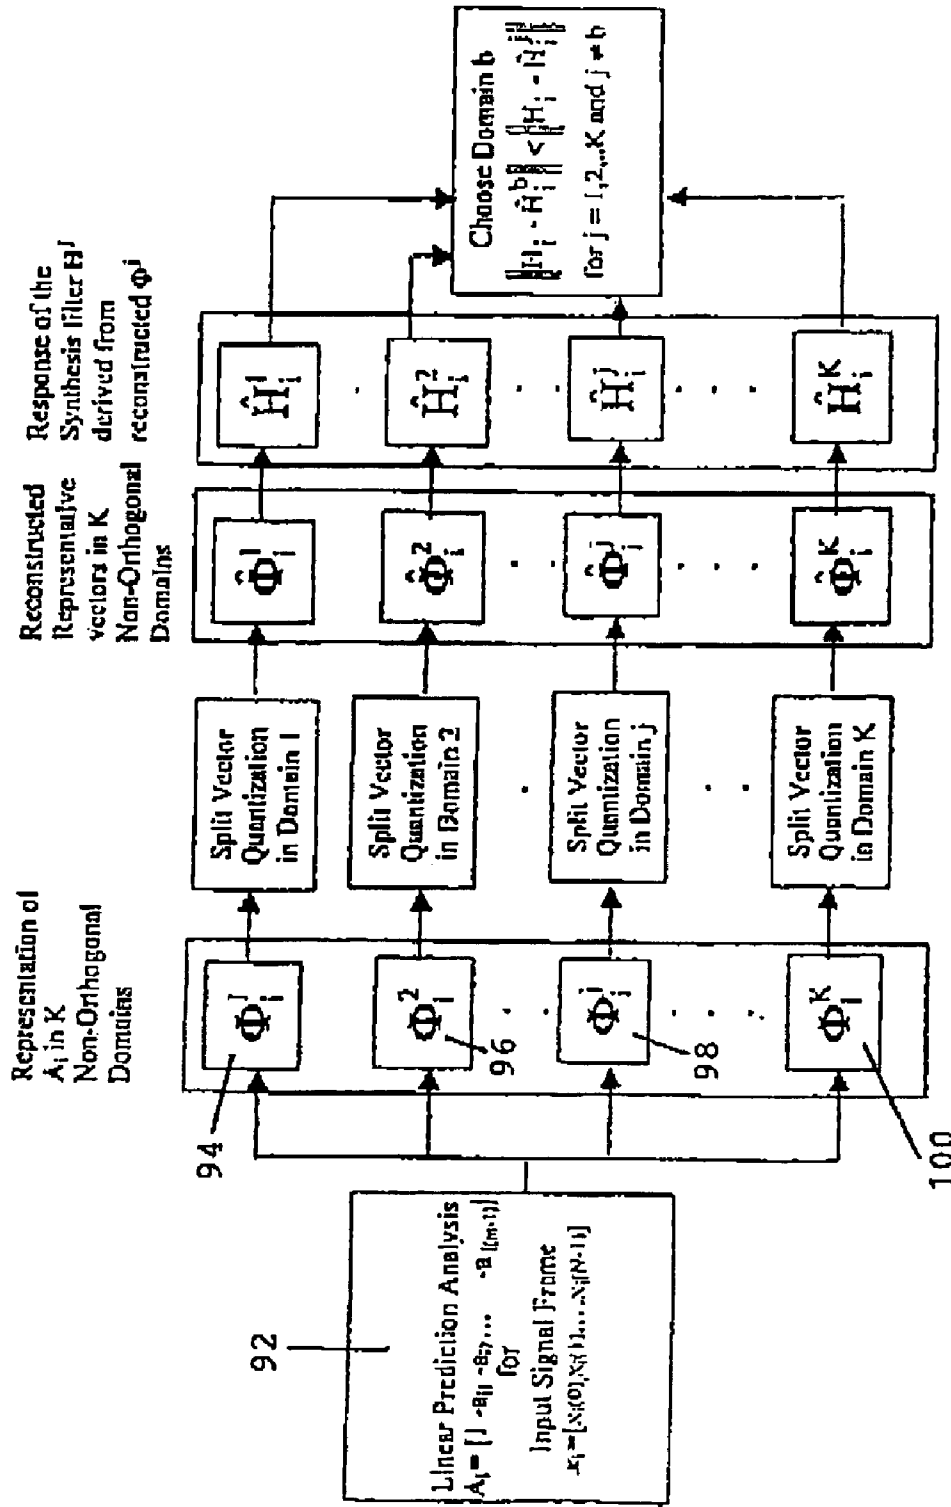 92
Linear Prediction Analysis
A_i = [1 -a_i1 -a_i2,... -a_i(m-1)]
for
Input Signal Frame
x_i = [x_i(0),x_i(1)....x_i(N-1)]
Representation of
A_i in K
Non-Orthogonal
Domains
94
Φ_i^1
96
Φ_i^2
98
Φ_i^j
100
Φ_i^K
Split Vector
Quantization
in Domain 1
Split Vector
Quantization
in Domain 2
Split Vector
Quantization
in Domain j
Split Vector
Quantization
in Domain K
Reconstructed
Representative
vectors in K
Non-Orthogonal
Domains
Φ̂_i^1
Φ̂_i^2
Φ̂_i^j
Φ̂_i^K
Response of the
Synthesis Filter H^j
derived from
reconstructed Φ^j
Ĥ_i^1
Ĥ_i^2
Ĥ_i^j
Ĥ_i^K
Choose Domain b
||H_i - Ĥ_i^b|| < ||H_i - Ĥ_i^j||
for j = 1,2,..K and j ≠ b